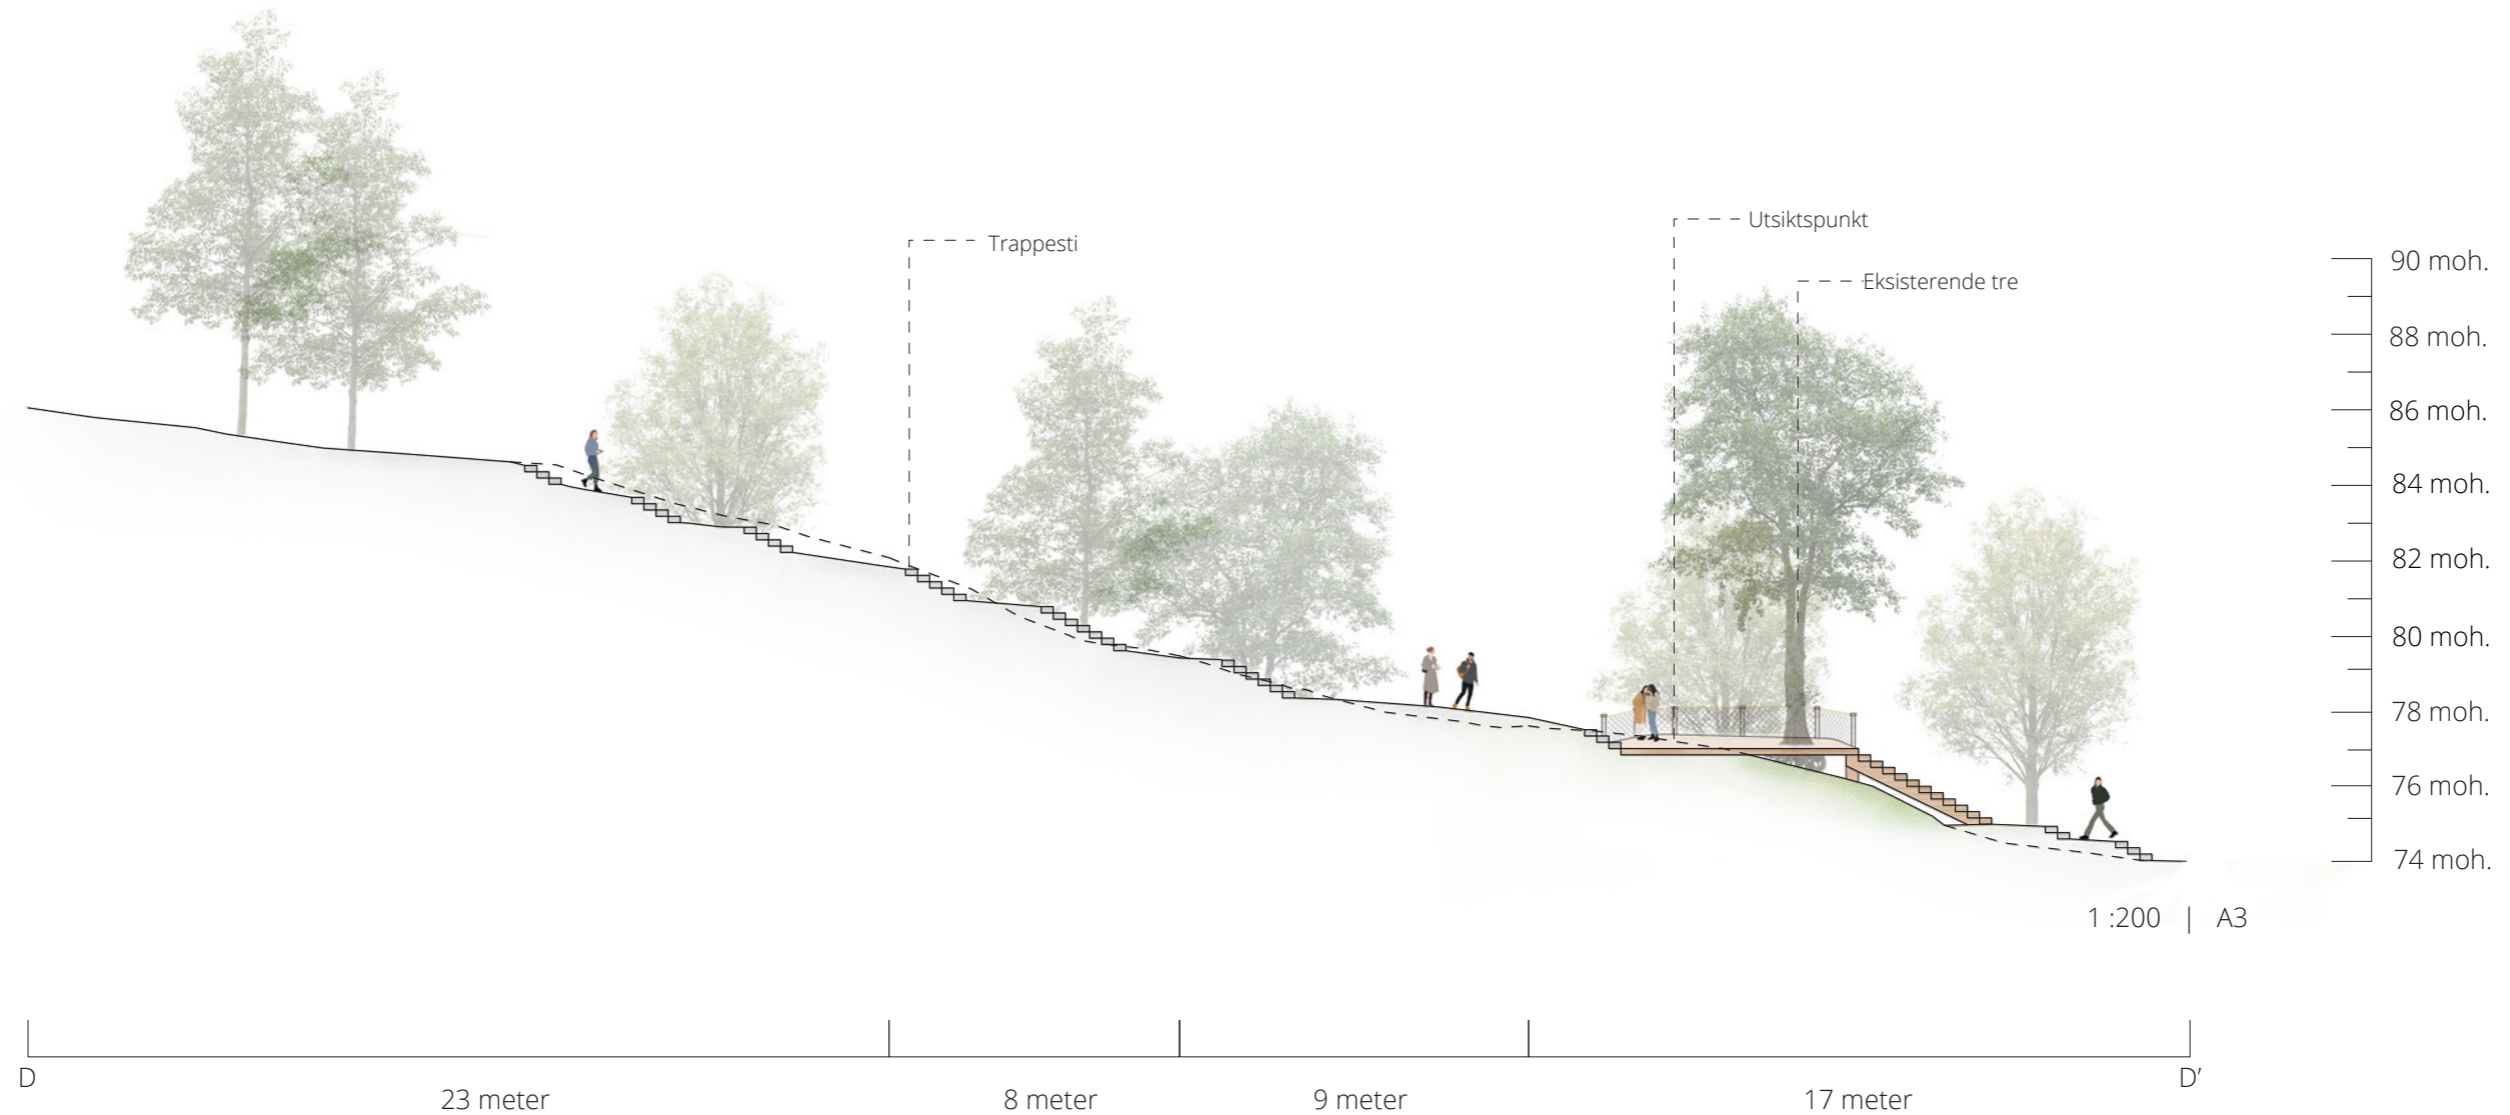 Utsiktspunkt
Trappesti
Eksisterende tre
90 moh.
88 moh.
86 moh.
84 moh.
82 moh.
80 moh.
78 moh.
76 moh.
74 moh.
1 :200 | A3
D
D’
23 meter
8 meter
9 meter
17 meter